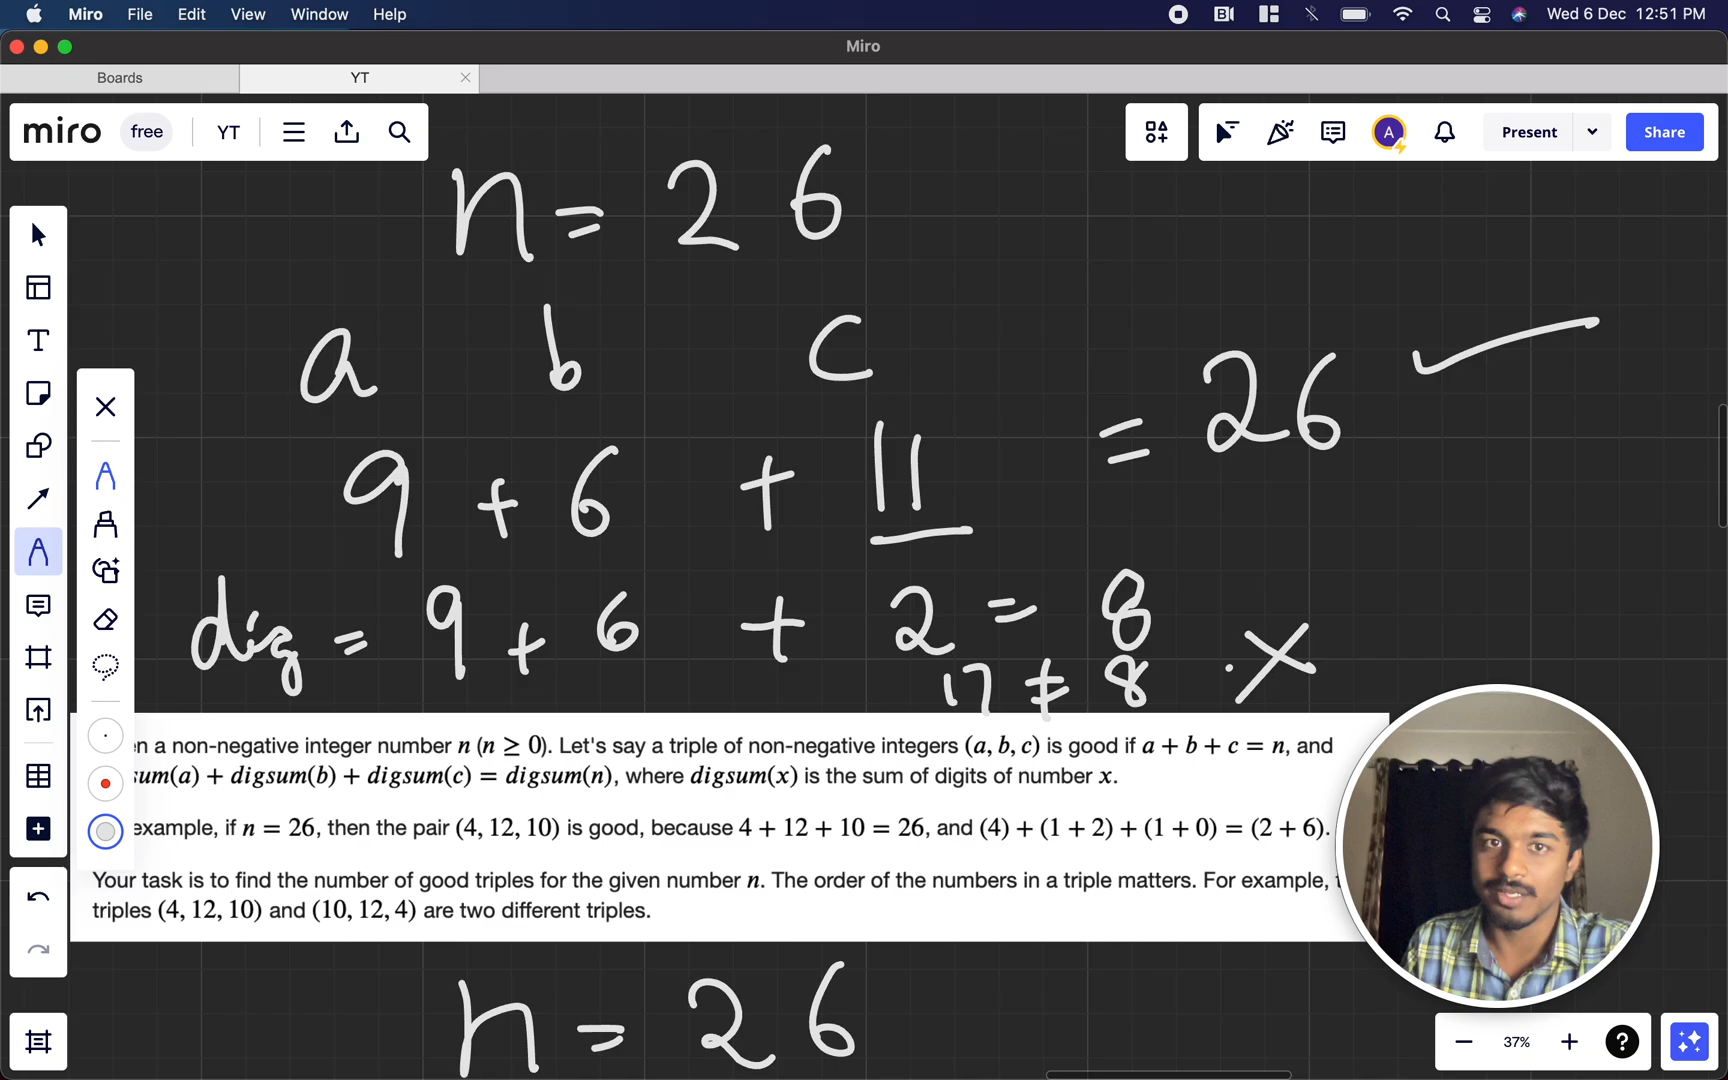 Miro File Edit View Window Help Wed 6 Dec 12:51 PM
Miro
Boards YT
miro free YT Present Share
n = 26
a b c
9 + 6 + 11 = 26
dig = 9 + 6 + 2 = 8
17 ≠ 8
n a non-negative integer number n (n ≥ 0). Let's say a triple of non-negative integers (a, b, c) is good if a + b + c = n, and
sum(a) + digsum(b) + digsum(c) = digsum(n), where digsum(x) is the sum of digits of number x.
example, if n = 26, then the pair (4, 12, 10) is good, because 4 + 12 + 10 = 26, and (4) + (1 + 2) + (1 + 0) = (2 + 6).
Your task is to find the number of good triples for the given number n. The order of the numbers in a triple matters. For example,
triples (4, 12, 10) and (10, 12, 4) are two different triples.
n = 26
37%